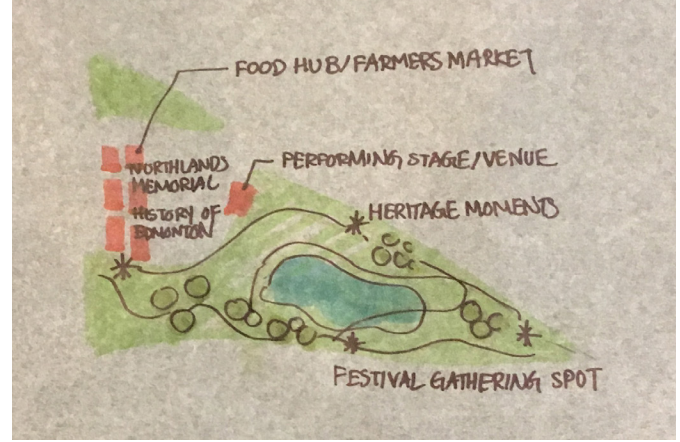 FOOD HUB/FARMERS MARKET
NORTHLANDS
MEMORIAL
HISTORY OF
EDMONTON
PERFORMING STAGE/VENUE
HERITAGE MOMENTS
FESTIVAL GATHERING SPOT